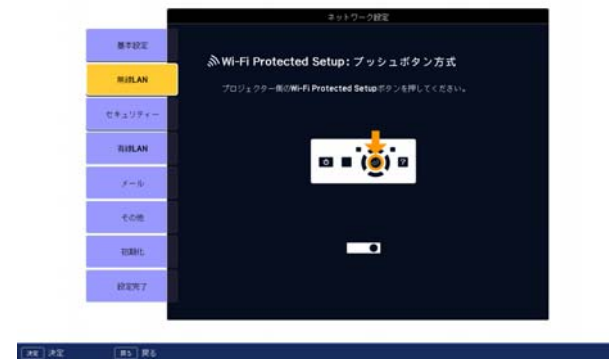 ネットワーク設定
基本設定
無線LAN
セキュリティー
有線LAN
メール
その他
初期化
設定完了
Wi-Fi Protected Setup: プッシュボタン方式
プロジェクター側のWi-Fi Protected Setupボタンを押してください。
?
決定 決定 戻る 戻る